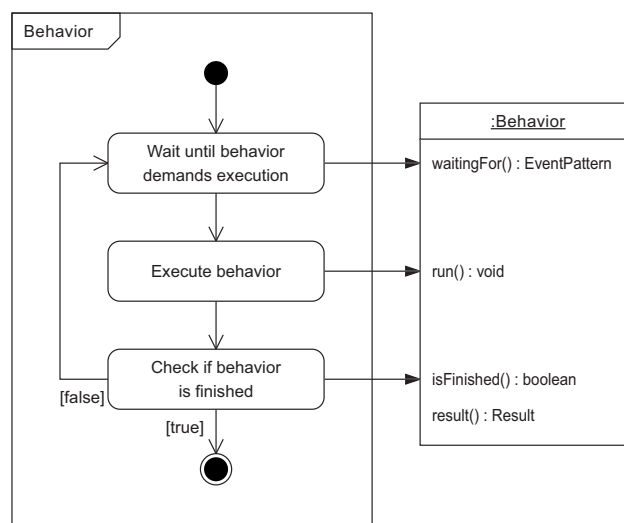 Behavior
:Behavior
Wait until behavior
demands execution
waitingFor() : EventPattern
Execute behavior
run() : void
Check if behavior
is finished
isFinished() : boolean
[false]
result() : Result
[true]